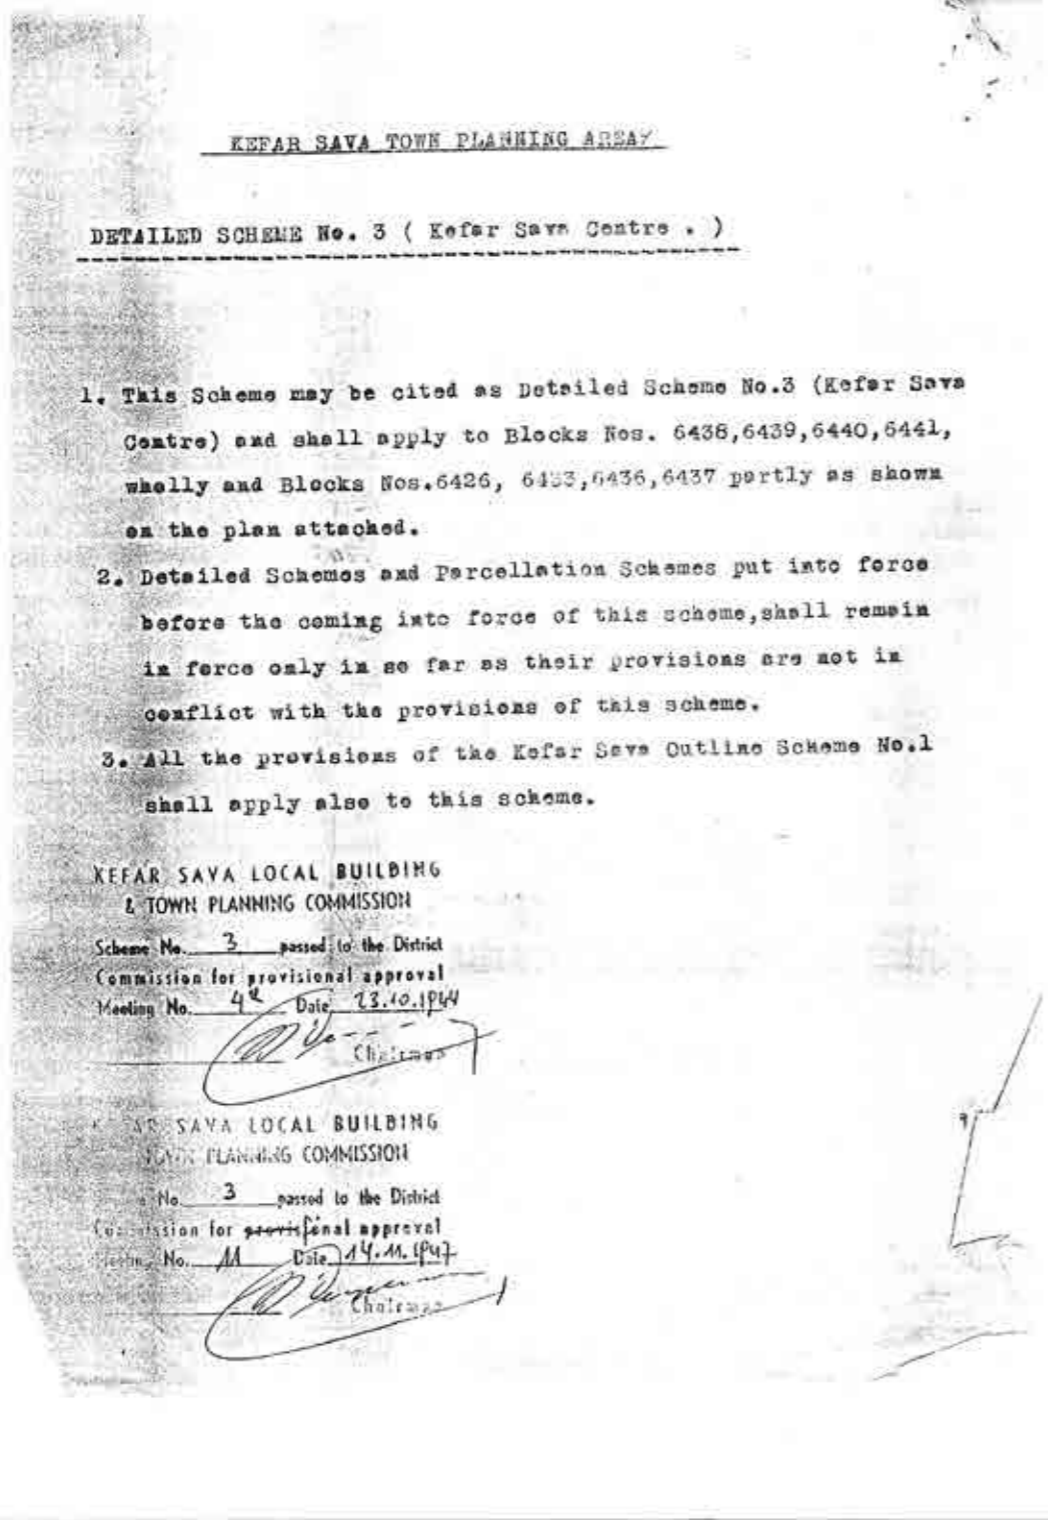 KEFAR SAVA TOWN PLANNING AREA
DETAILED SCHEME No. 3 ( Kefar Sava Centre . )
1. This Scheme may be cited as Detailed Scheme No.3 (Kefar Sava
Centre) and shall apply to Blocks Nos. 6438,6439,6440,6441,
wholly and Blocks Nos.6426, 6433,6436,6437 partly as shown
on the plan attached.
2. Detailed Schemes and Parcellation Schemes put into force
before the coming into force of this scheme,shall remain
in force only in so far as their provisions are not in
conflict with the provisions of this scheme.
3. All the provisions of the Kefar Sava Outline Scheme No.1
shall apply also to this scheme.
KEFAR SAVA LOCAL BUILDING
& TOWN PLANNING COMMISSION
Scheme No. 3 passed to the District
Commission for provisional approval
Meeting No. 4 Date 23.10.1944
Chairman
KEFAR SAVA LOCAL BUILDING
TOWN PLANNING COMMISSION
No. 3 passed to the District
Commission for final approval
Meeting No. 11 Date 14.11.1947
Chairman